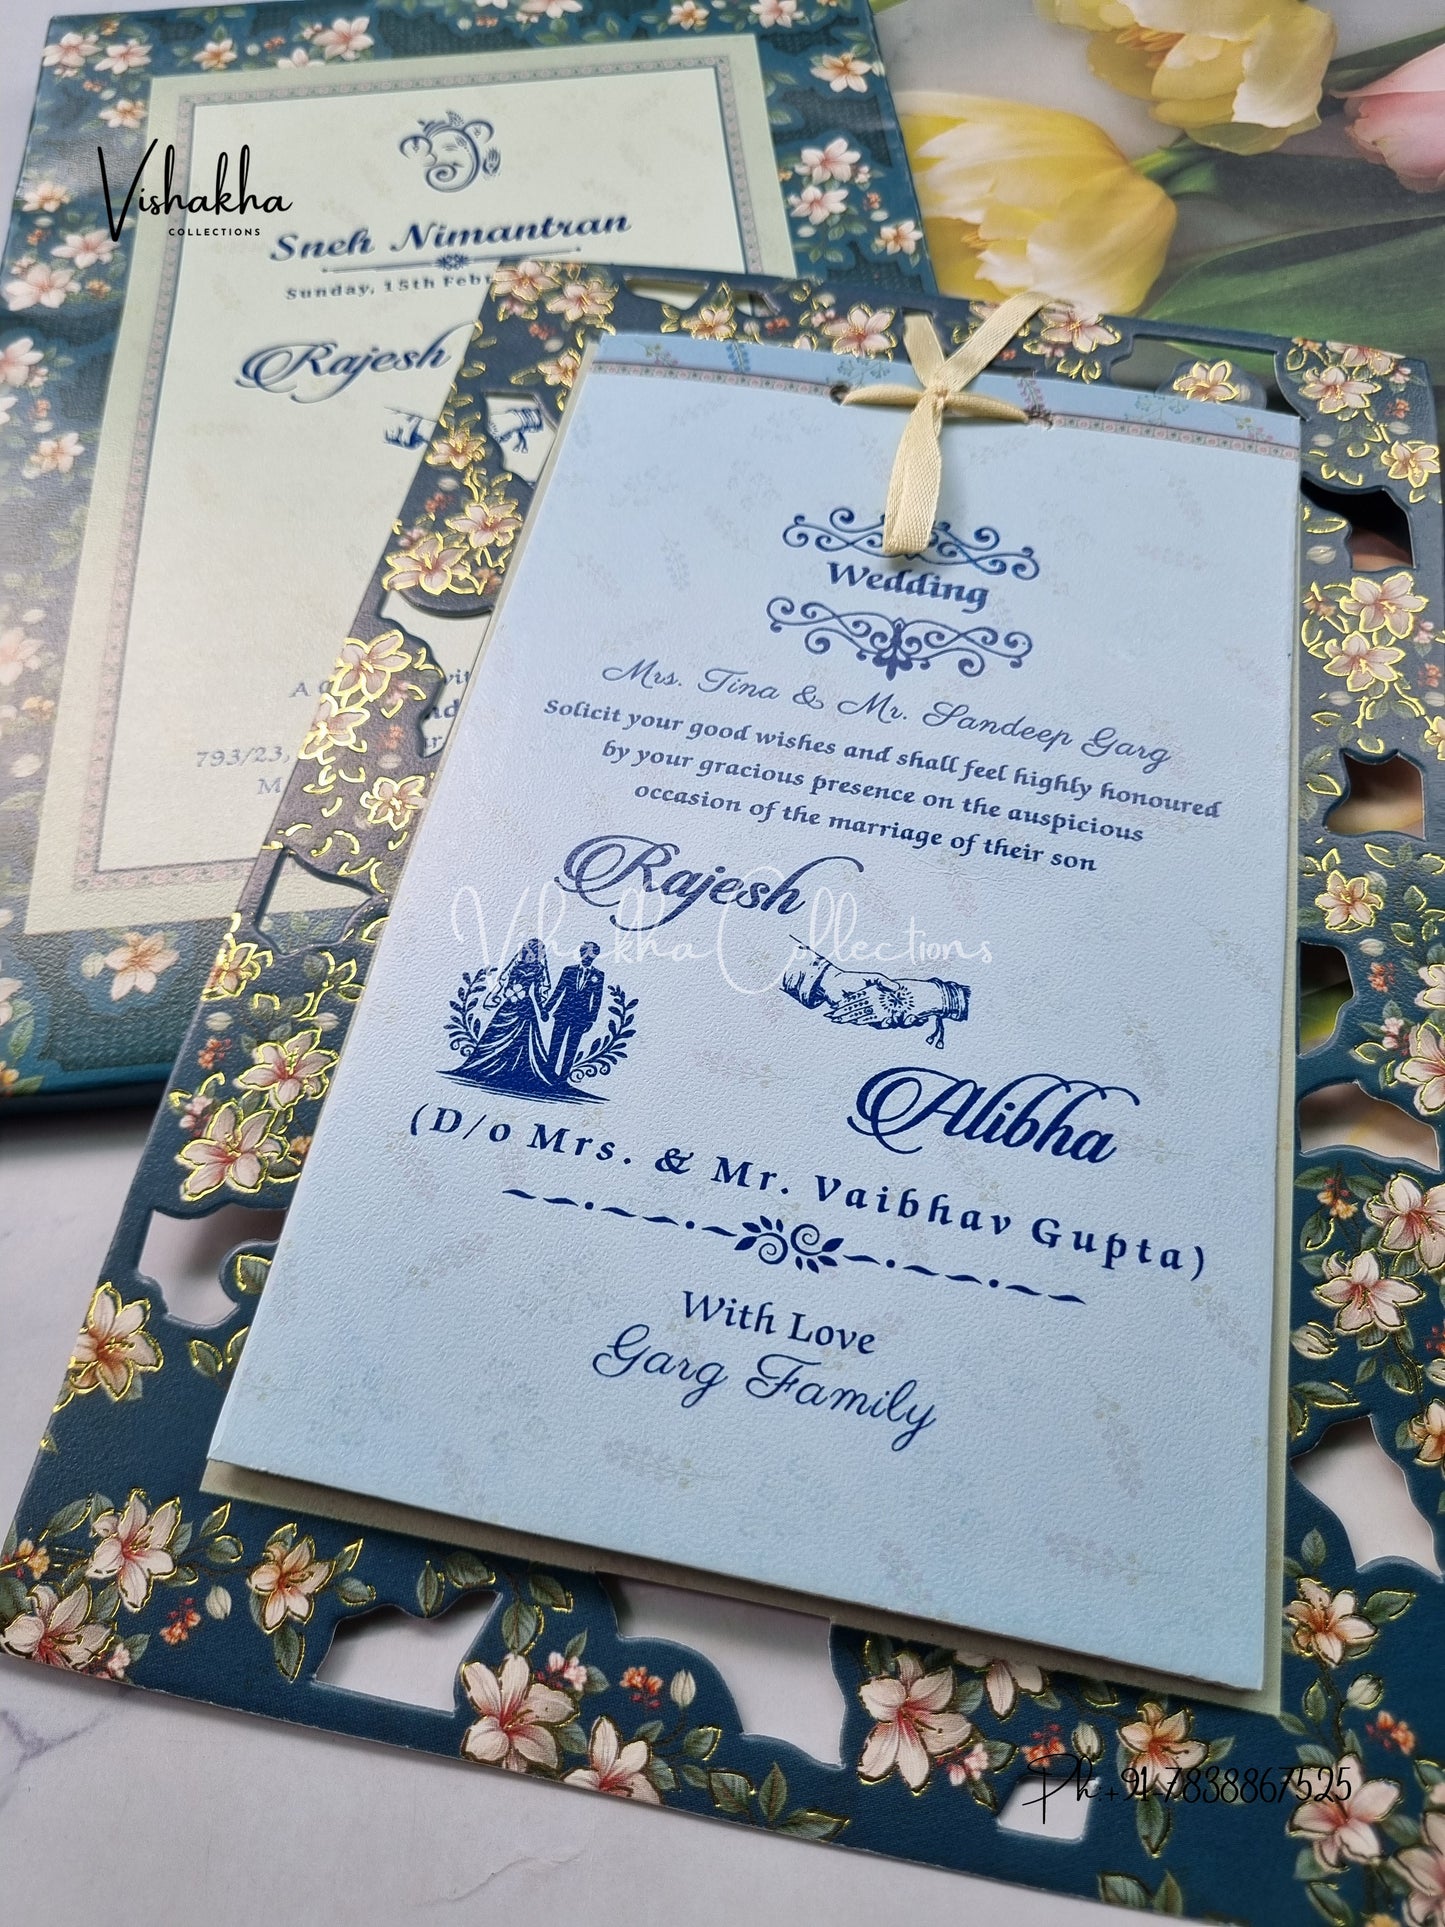 Vishakha
COLLECTIONS
Sneh Nimantran
Sunday, 15th
Rajesh
A
793/23,
Wedding
Mrs. Tina & Mr. Sandeep Garg
Solicit your good wishes and shall feel highly honoured
by your gracious presence on the auspicious
occasion of the marriage of their son
Rajesh
Vishakha Collections
Alibha
(D/o Mrs. & Mr. Vaibhav Gupta)
With Love
Garg Family
Ph:+91-7838867525